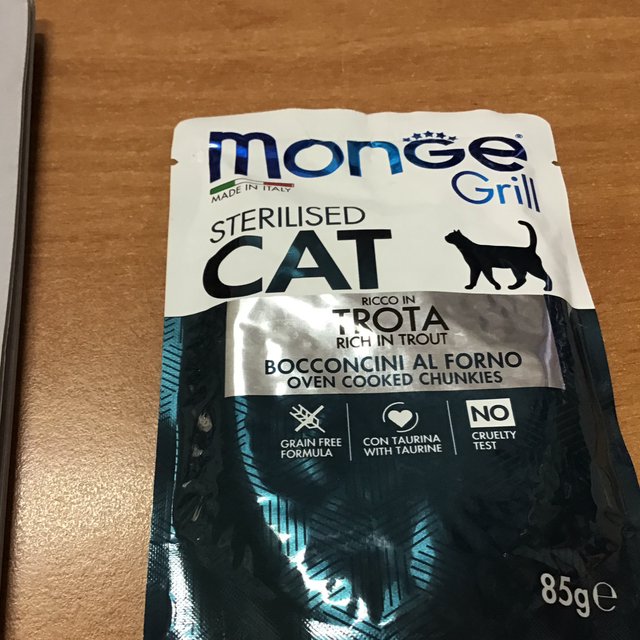 monGe®
MADE IN ITALY
Grill
STERILISED
CAT
RICCO IN
TROTA
RICH IN TROUT
BOCCONCINI AL FORNO
OVEN COOKED CHUNKIES
GRAIN FREE
FORMULA
CON TAURINA
WITH TAURINE
NO
CRUELTY
TEST
85g℮